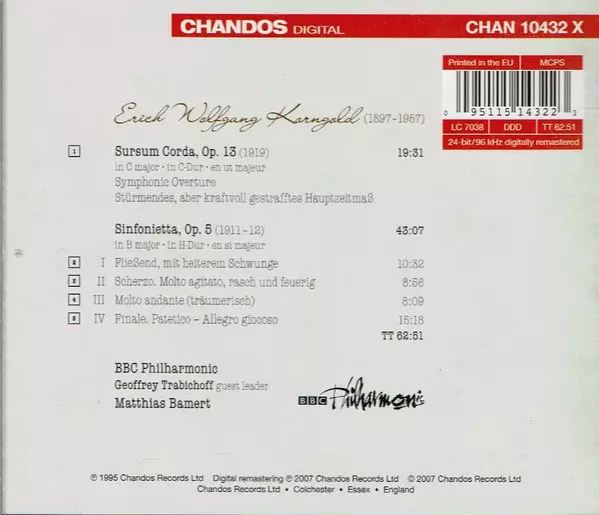 CHANDOS DIGITAL
CHAN 10432 X
Printed in the EU MCPS
0 95115 14322 3
LC 7038 DDD TT 62:51
24-bit/96 kHz digitally remastered
Erich Wolfgang Korngold (1897–1957)
1 Sursum Corda, Op. 13 (1919) 19:31
in C major · in C-Dur · en ut majeur
Symphonic Overture
Stürmendes, aber kraftvoll gestrafftes Hauptzeitmaß
Sinfonietta, Op. 5 (1911–12) 43:07
in B major · in H-Dur · en si majeur
2 I Fließend, mit heiterem Schwunge 10:32
3 II Scherzo. Molto agitato, rasch und feuerig 8:56
4 III Molto andante (träumerisch) 8:09
5 IV Finale. Patetico – Allegro giocoso 15:16
TT 62:51
BBC Philharmonic
Geoffrey Trabichoff guest leader
Matthias Bamert
BBC Philharmonic
℗ 1995 Chandos Records Ltd Digital remastering ℗ 2007 Chandos Records Ltd © 2007 Chandos Records Ltd
Chandos Records Ltd • Colchester • Essex • England